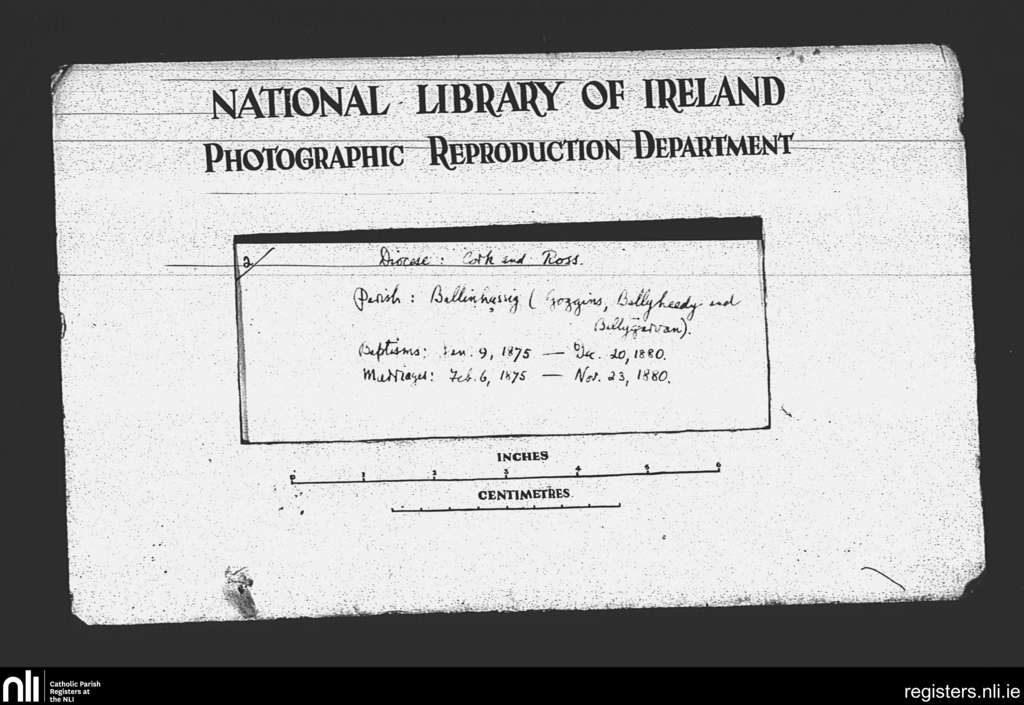 NATIONAL LIBRARY OF IRELAND
PHOTOGRAPHIC REPRODUCTION DEPARTMENT
2
Diocese: Cork and Ross.
Parish: Ballinhassig (Goggins, Ballyheedy and
Ballygarvan).
Baptisms: Jan. 9, 1875 — Dec. 20, 1880.
Marriages: Feb. 6, 1875 — Nov. 23, 1880.
INCHES
0 1 2 3 4 5 6
CENTIMETRES
nli
Catholic Parish
Registers at
the NLI
registers.nli.ie